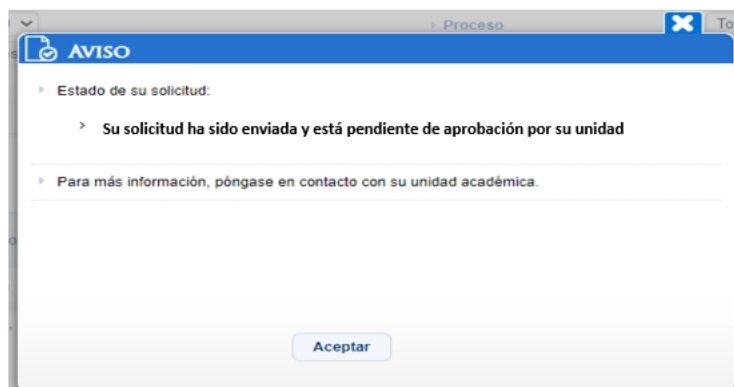 Proceso
To
AVISO
Estado de su solicitud:
Su solicitud ha sido enviada y está pendiente de aprobación por su unidad
Para más información, póngase en contacto con su unidad académica.
Aceptar